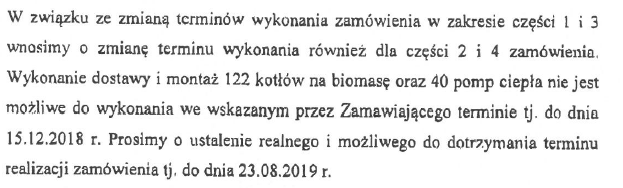 W związku ze zmianą terminów wykonania zamówienia w zakresie części 1 i 3
wnosimy o zmianę terminu wykonania również dla części 2 i 4 zamówienia.
Wykonanie dostawy i montaż 122 kotłów na biomasę oraz 40 pomp ciepła nie jest
możliwe do wykonania we wskazanym przez Zamawiającego terminie tj. do dnia
15.12.2018 r. Prosimy o ustalenie realnego i możliwego do dotrzymania terminu
realizacji zamówienia tj. do dnia 23.08.2019 r.